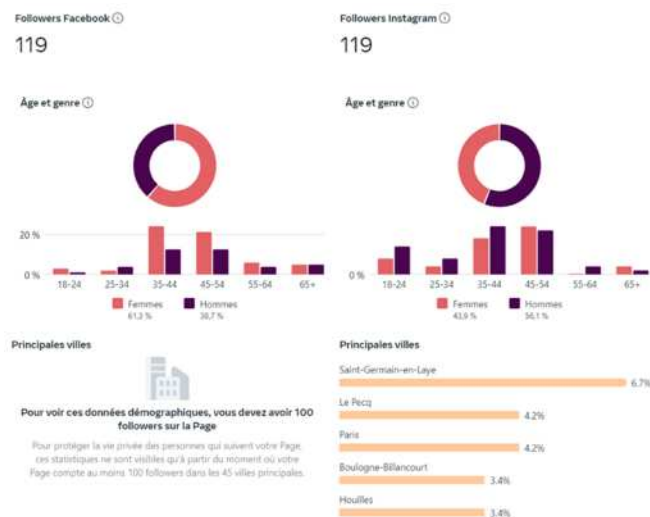 Followers Facebook
119
Âge et genre
20 %
0 %
18-24 25-34 35-44 45-54 55-64 65+
Femmes
61,2 %
Hommes
38,7 %
Principales villes
Pour voir ces données démographiques, vous devez avoir 100
followers sur la Page
Pour protéger la vie privée des personnes qui suivent votre Page,
ces statistiques ne sont visibles qu'à partir du moment où votre
Page compte au moins 100 followers dans les 45 villes principales.
Followers Instagram
119
Âge et genre
0 %
18-24 25-34 35-44 45-54 55-64 65+
Femmes
43,9 %
Hommes
56,1 %
Principales villes
Saint-Germain-en-Laye
6.7%
Le Pecq
4.2%
Paris
4.2%
Boulogne-Billancourt
3.4%
Houilles
3.4%